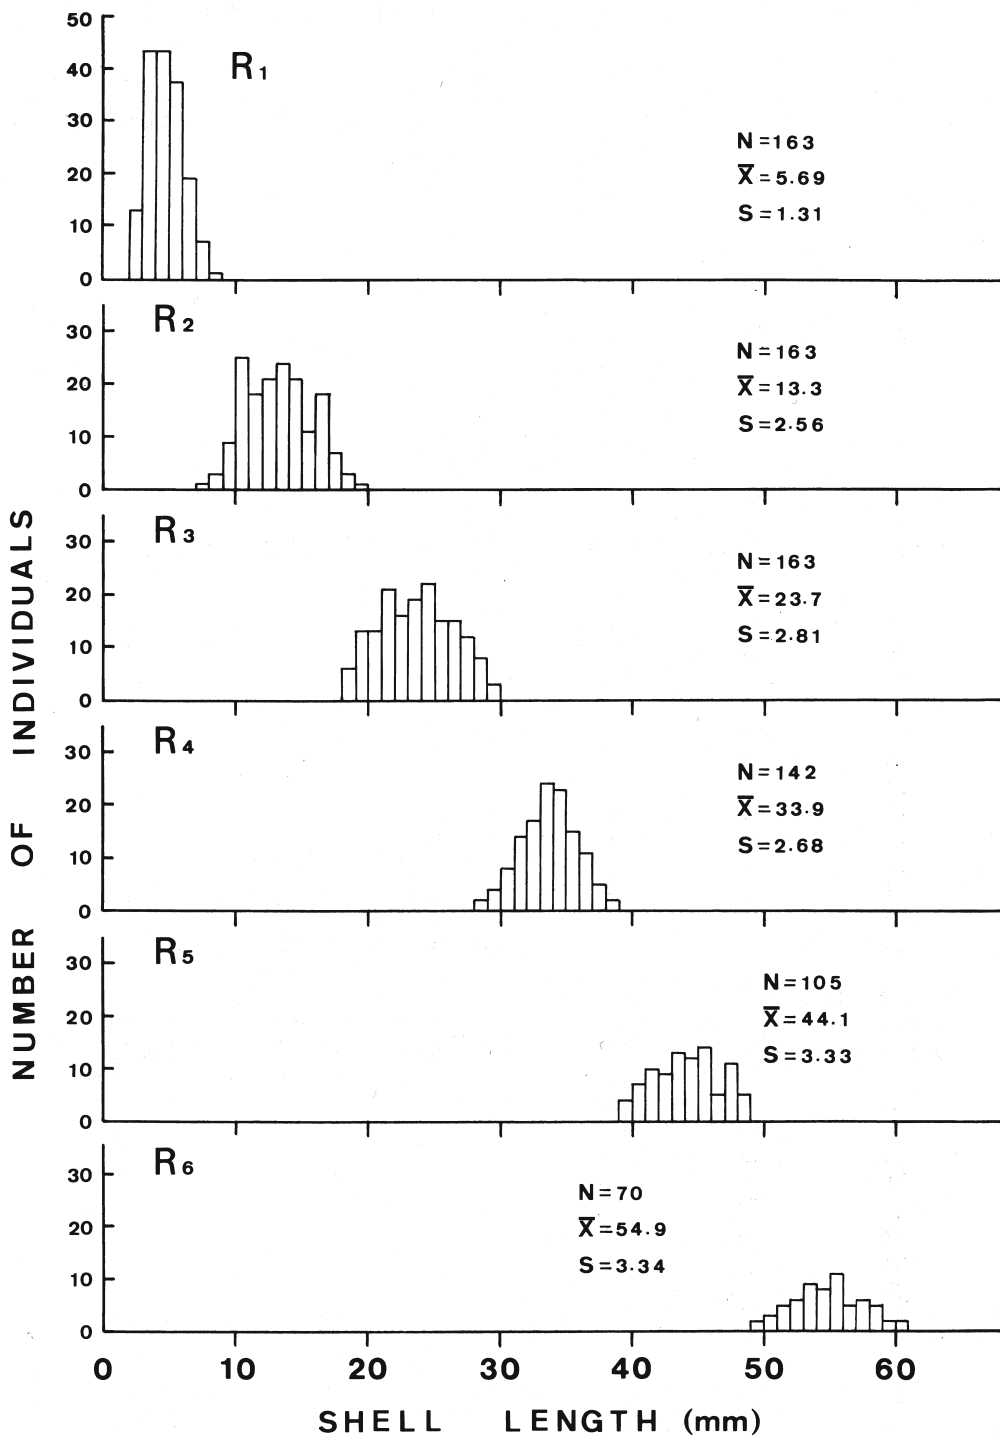 50
40
30
20
10
0
R1
N=163
X̅=5.69
S=1.31
30
20
10
0
R2
N=163
X̅=13.3
S=2.56
30
20
10
0
R3
N=163
X̅=23.7
S=2.81
30
20
10
0
R4
N=142
X̅=33.9
S=2.68
30
20
10
0
R5
N=105
X̅=44.1
S=3.33
30
20
10
0
R6
N=70
X̅=54.9
S=3.34
0 10 20 30 40 50 60
SHELL LENGTH (mm)
NUMBER OF INDIVIDUALS